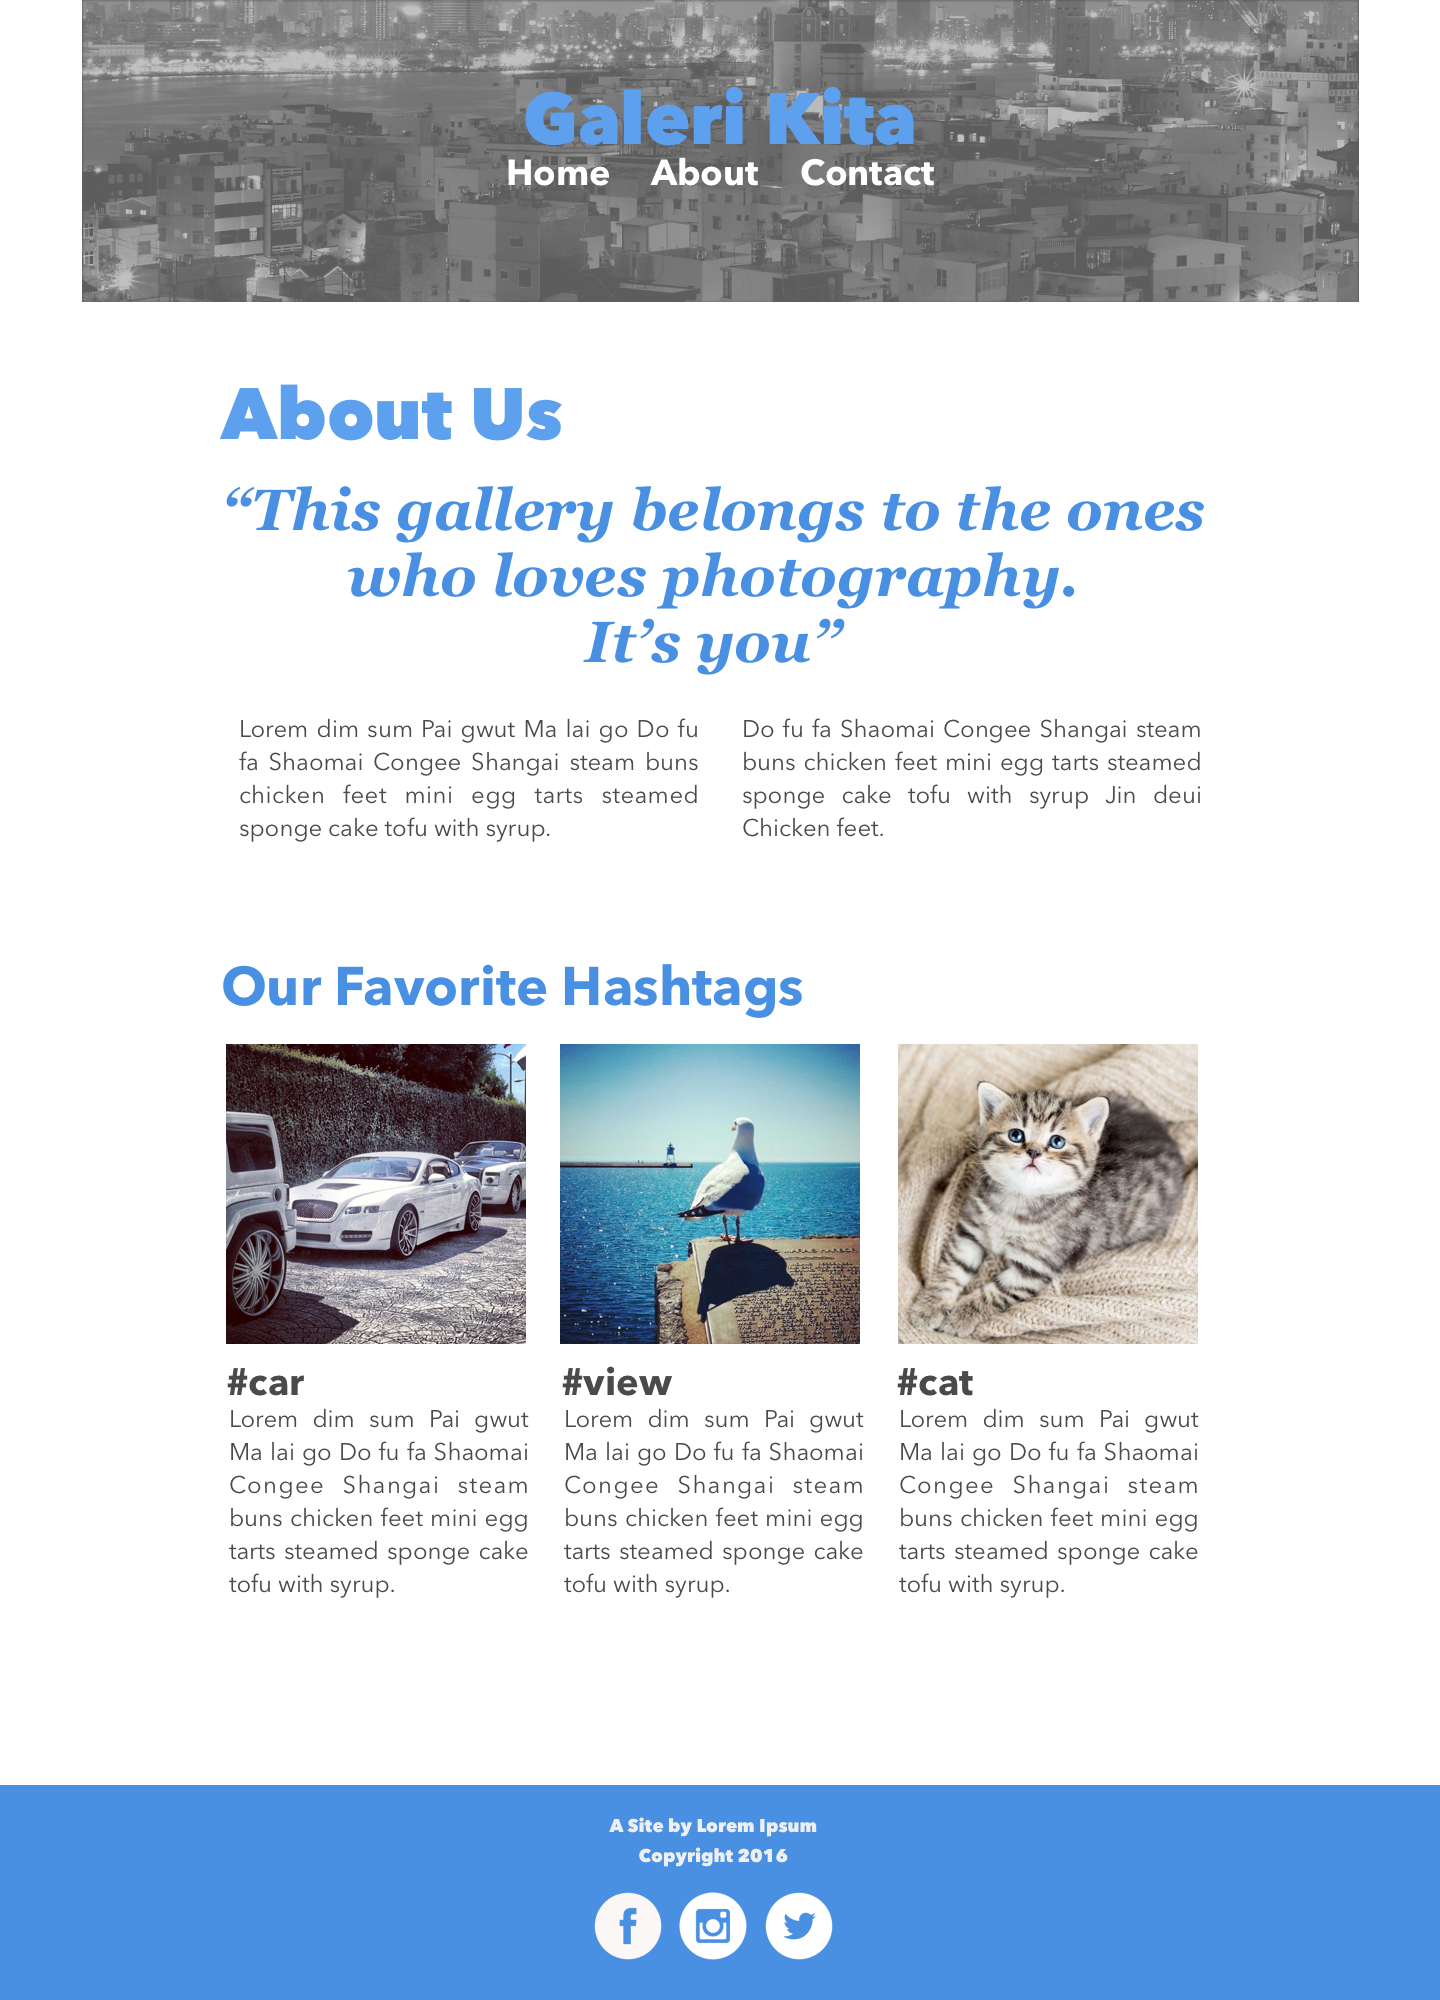 Galeri Kita
Home About Contact
About Us
“This gallery belongs to the ones
who loves photography.
It’s you”
Lorem dim sum Pai gwut Ma lai go Do fu
fa Shaomai Congee Shangai steam buns
chicken feet mini egg tarts steamed
sponge cake tofu with syrup.
Do fu fa Shaomai Congee Shangai steam
buns chicken feet mini egg tarts steamed
sponge cake tofu with syrup Jin deui
Chicken feet.
Our Favorite Hashtags
#car
Lorem dim sum Pai gwut
Ma lai go Do fu fa Shaomai
Congee Shangai steam
buns chicken feet mini egg
tarts steamed sponge cake
tofu with syrup.
#view
Lorem dim sum Pai gwut
Ma lai go Do fu fa Shaomai
Congee Shangai steam
buns chicken feet mini egg
tarts steamed sponge cake
tofu with syrup.
#cat
Lorem dim sum Pai gwut
Ma lai go Do fu fa Shaomai
Congee Shangai steam
buns chicken feet mini egg
tarts steamed sponge cake
tofu with syrup.
A Site by Lorem Ipsum
Copyright 2016